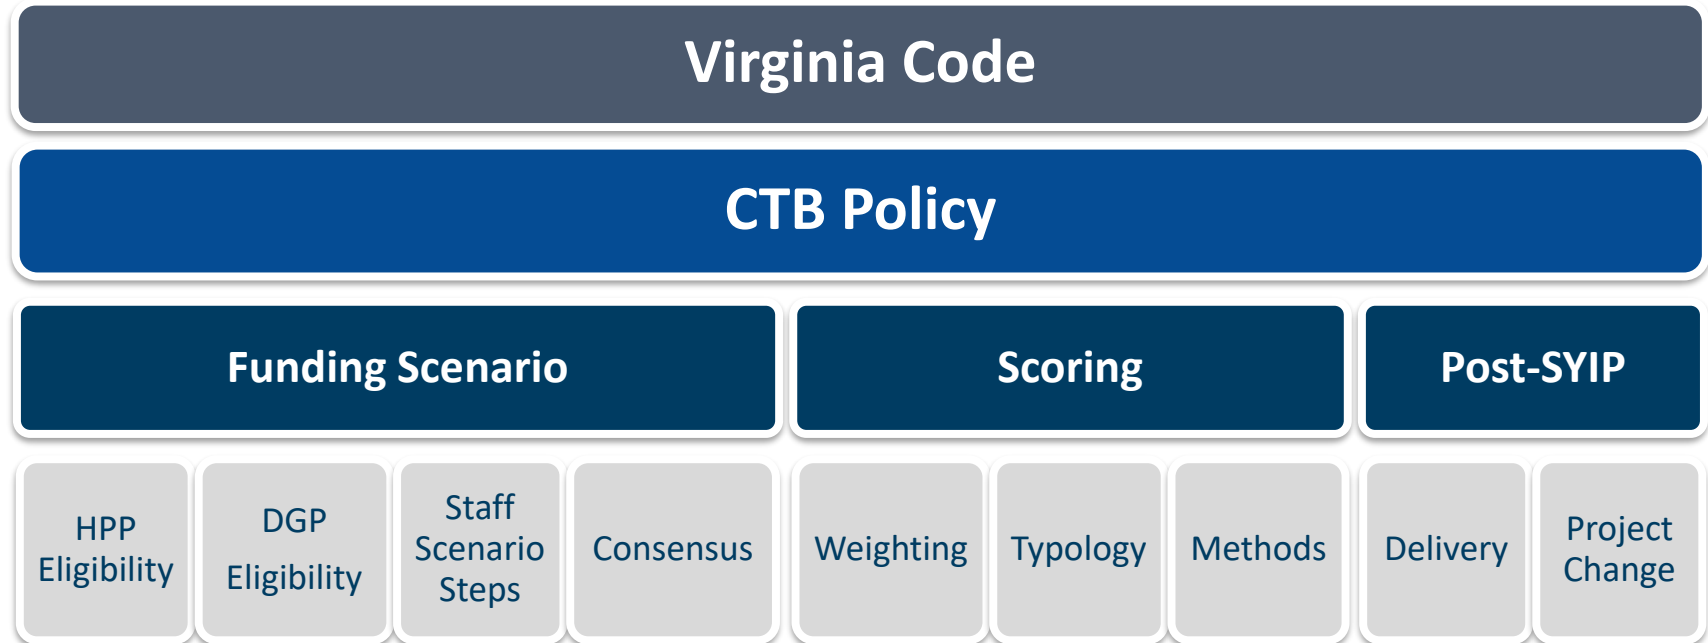 Virginia Code
CTB Policy
Funding Scenario
Scoring
Post-SYIP
HPP
Eligibility
DGP
Eligibility
Staff
Scenario
Steps
Consensus
Weighting
Typology
Methods
Delivery
Project
Change